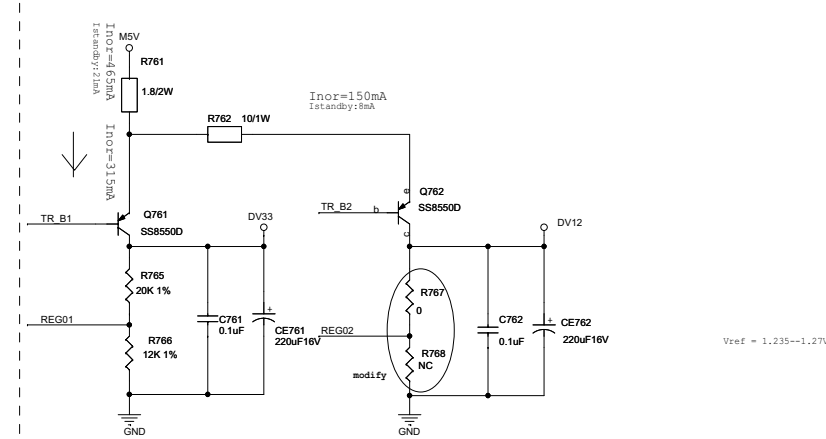 M5V
Inor=465mA
Istandby:21mA
R761
1.8/2W
Inor=150mA
Istandby:8mA
R762 10/1W
Inor=315mA
e
Q762
SS8550D
TR_B2
b
c
Q761
SS8550D
TR_B1
DV33
DV12
R765
20K 1%
R767
0
REG01
C761
0.1uF
+
CE761
220uF16V
REG02
C762
0.1uF
+
CE762
220uF16V
R766
12K 1%
R768
NC
modify
Vref = 1.235--1.27V
GND
GND